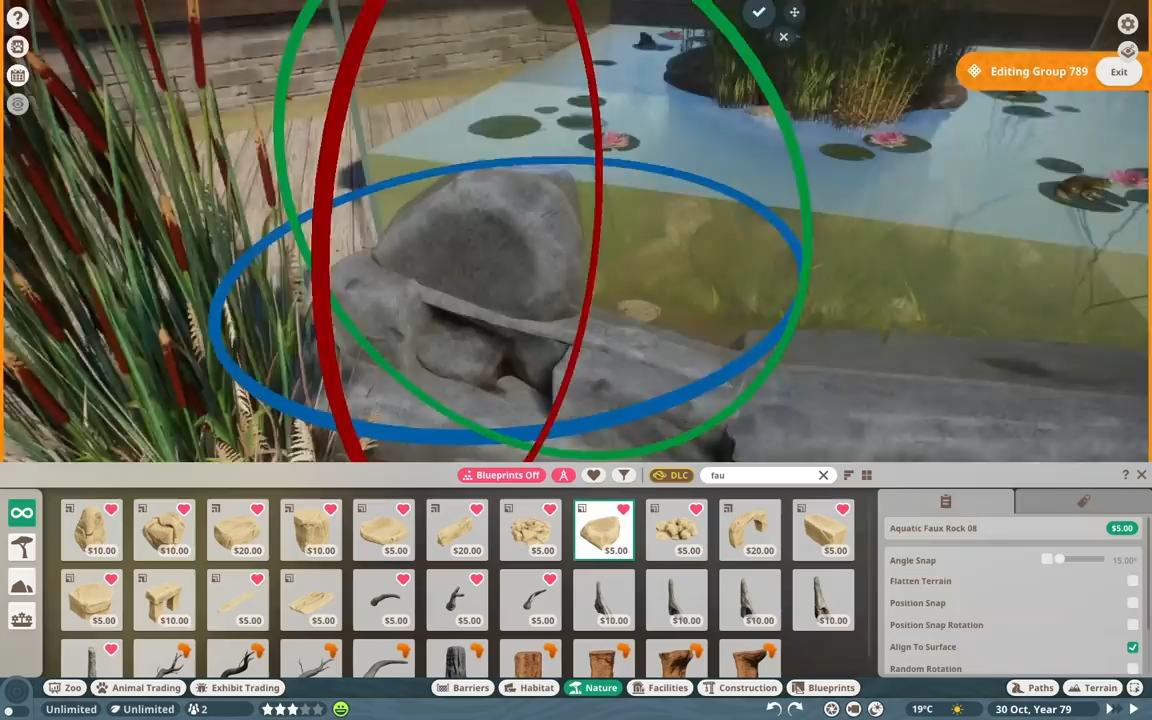 ?
Editing Group 789
Exit
Blueprints Off
DLC
fau
?
$10.00
$10.00
$20.00
$10.00
$5.00
$20.00
$5.00
$5.00
$5.00
$20.00
$5.00
$5.00
$10.00
$5.00
$5.00
$5.00
$5.00
$5.00
$10.00
$10.00
$10.00
$10.00
Aquatic Faux Rock 08
$5.00
Angle Snap
15.00°
Flatten Terrain
Position Snap
Position Snap Rotation
Align To Surface
Random Rotation
Zoo
Animal Trading
Exhibit Trading
Barriers
Habitat
Nature
Facilities
Construction
Blueprints
Paths
Terrain
Unlimited
Unlimited
2
19°C
30 Oct, Year 79